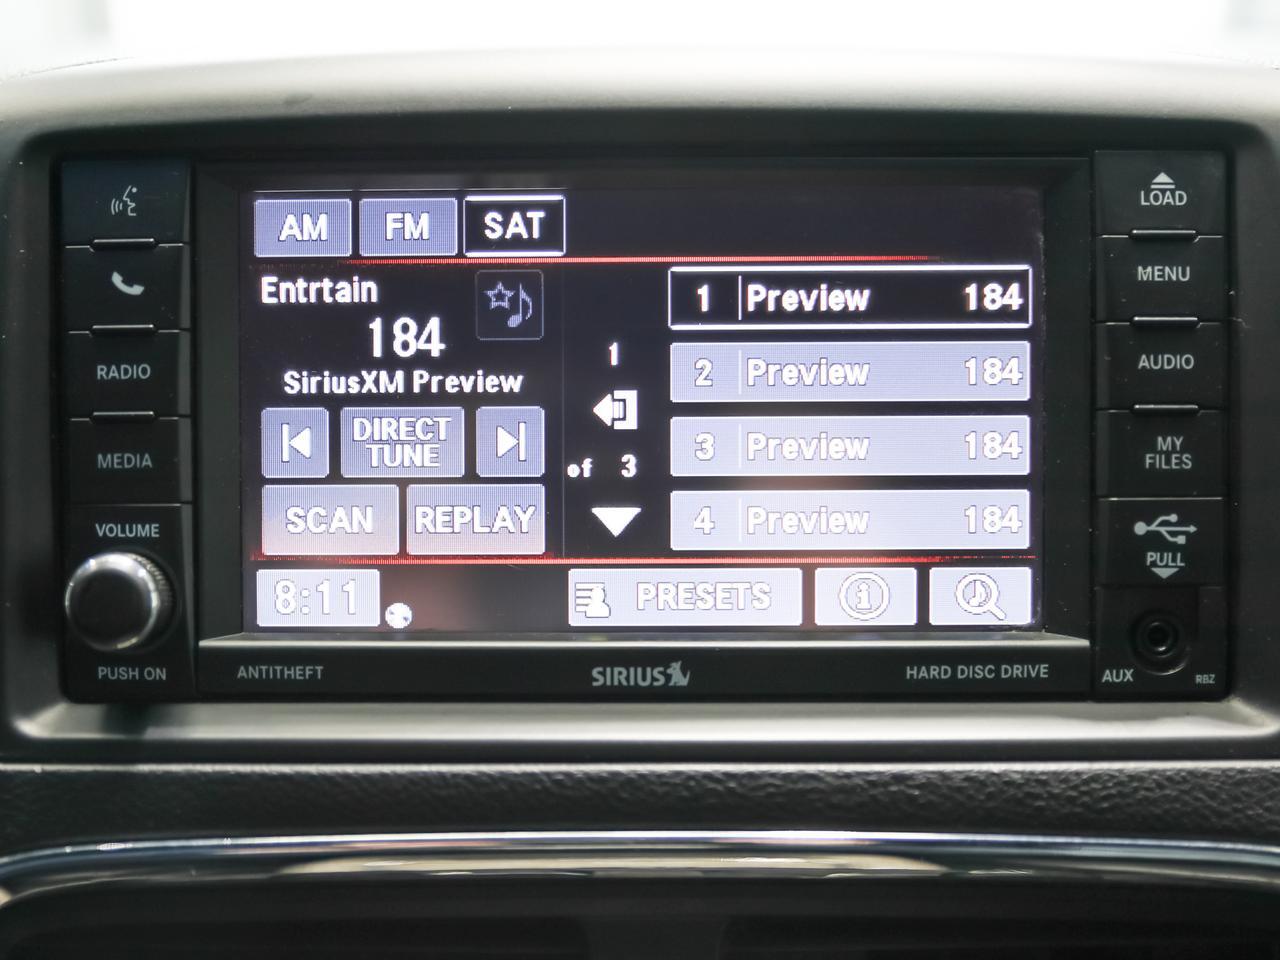 AM FM SAT
Entrtain
184
SiriusXM Preview
DIRECT
TUNE
SCAN REPLAY
8:11
1
of 3
1 Preview 184
2 Preview 184
3 Preview 184
4 Preview 184
PRESETS
i
RADIO
MEDIA
VOLUME
PUSH ON
ANTITHEFT
SIRIUS
HARD DISC DRIVE
LOAD
MENU
AUDIO
MY
FILES
PULL
AUX
RBZ